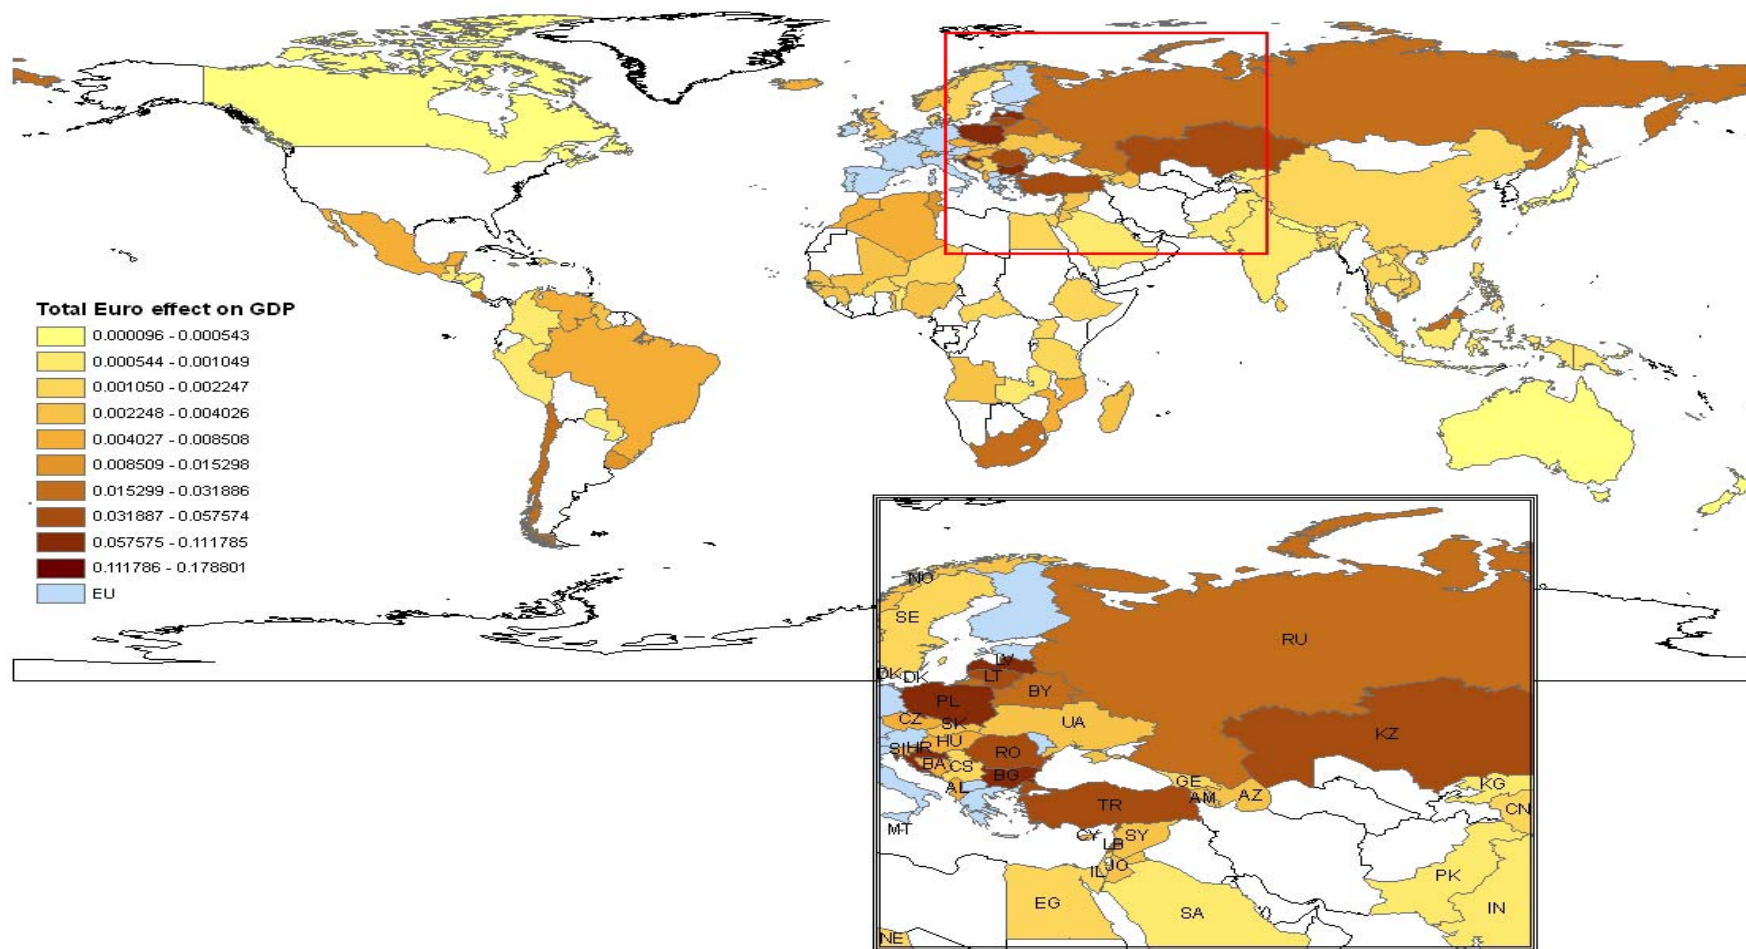 Total Euro effect on GDP
0.000096 - 0.000543
0.000544 - 0.001049
0.001050 - 0.002247
0.002248 - 0.004026
0.004027 - 0.008508
0.008509 - 0.015298
0.015299 - 0.031886
0.031887 - 0.057574
0.057575 - 0.111785
0.111786 - 0.178801
EU
NO
SE
RU
LV
DK
DK
LT
BY
PL
CZ
SK
UA
HU
SI
HR
RO
KZ
BA
CS
BG
AL
GE
KG
AM
AZ
TR
CN
MT
CY
SY
LB
IL
JO
PK
EG
SA
IN
NE